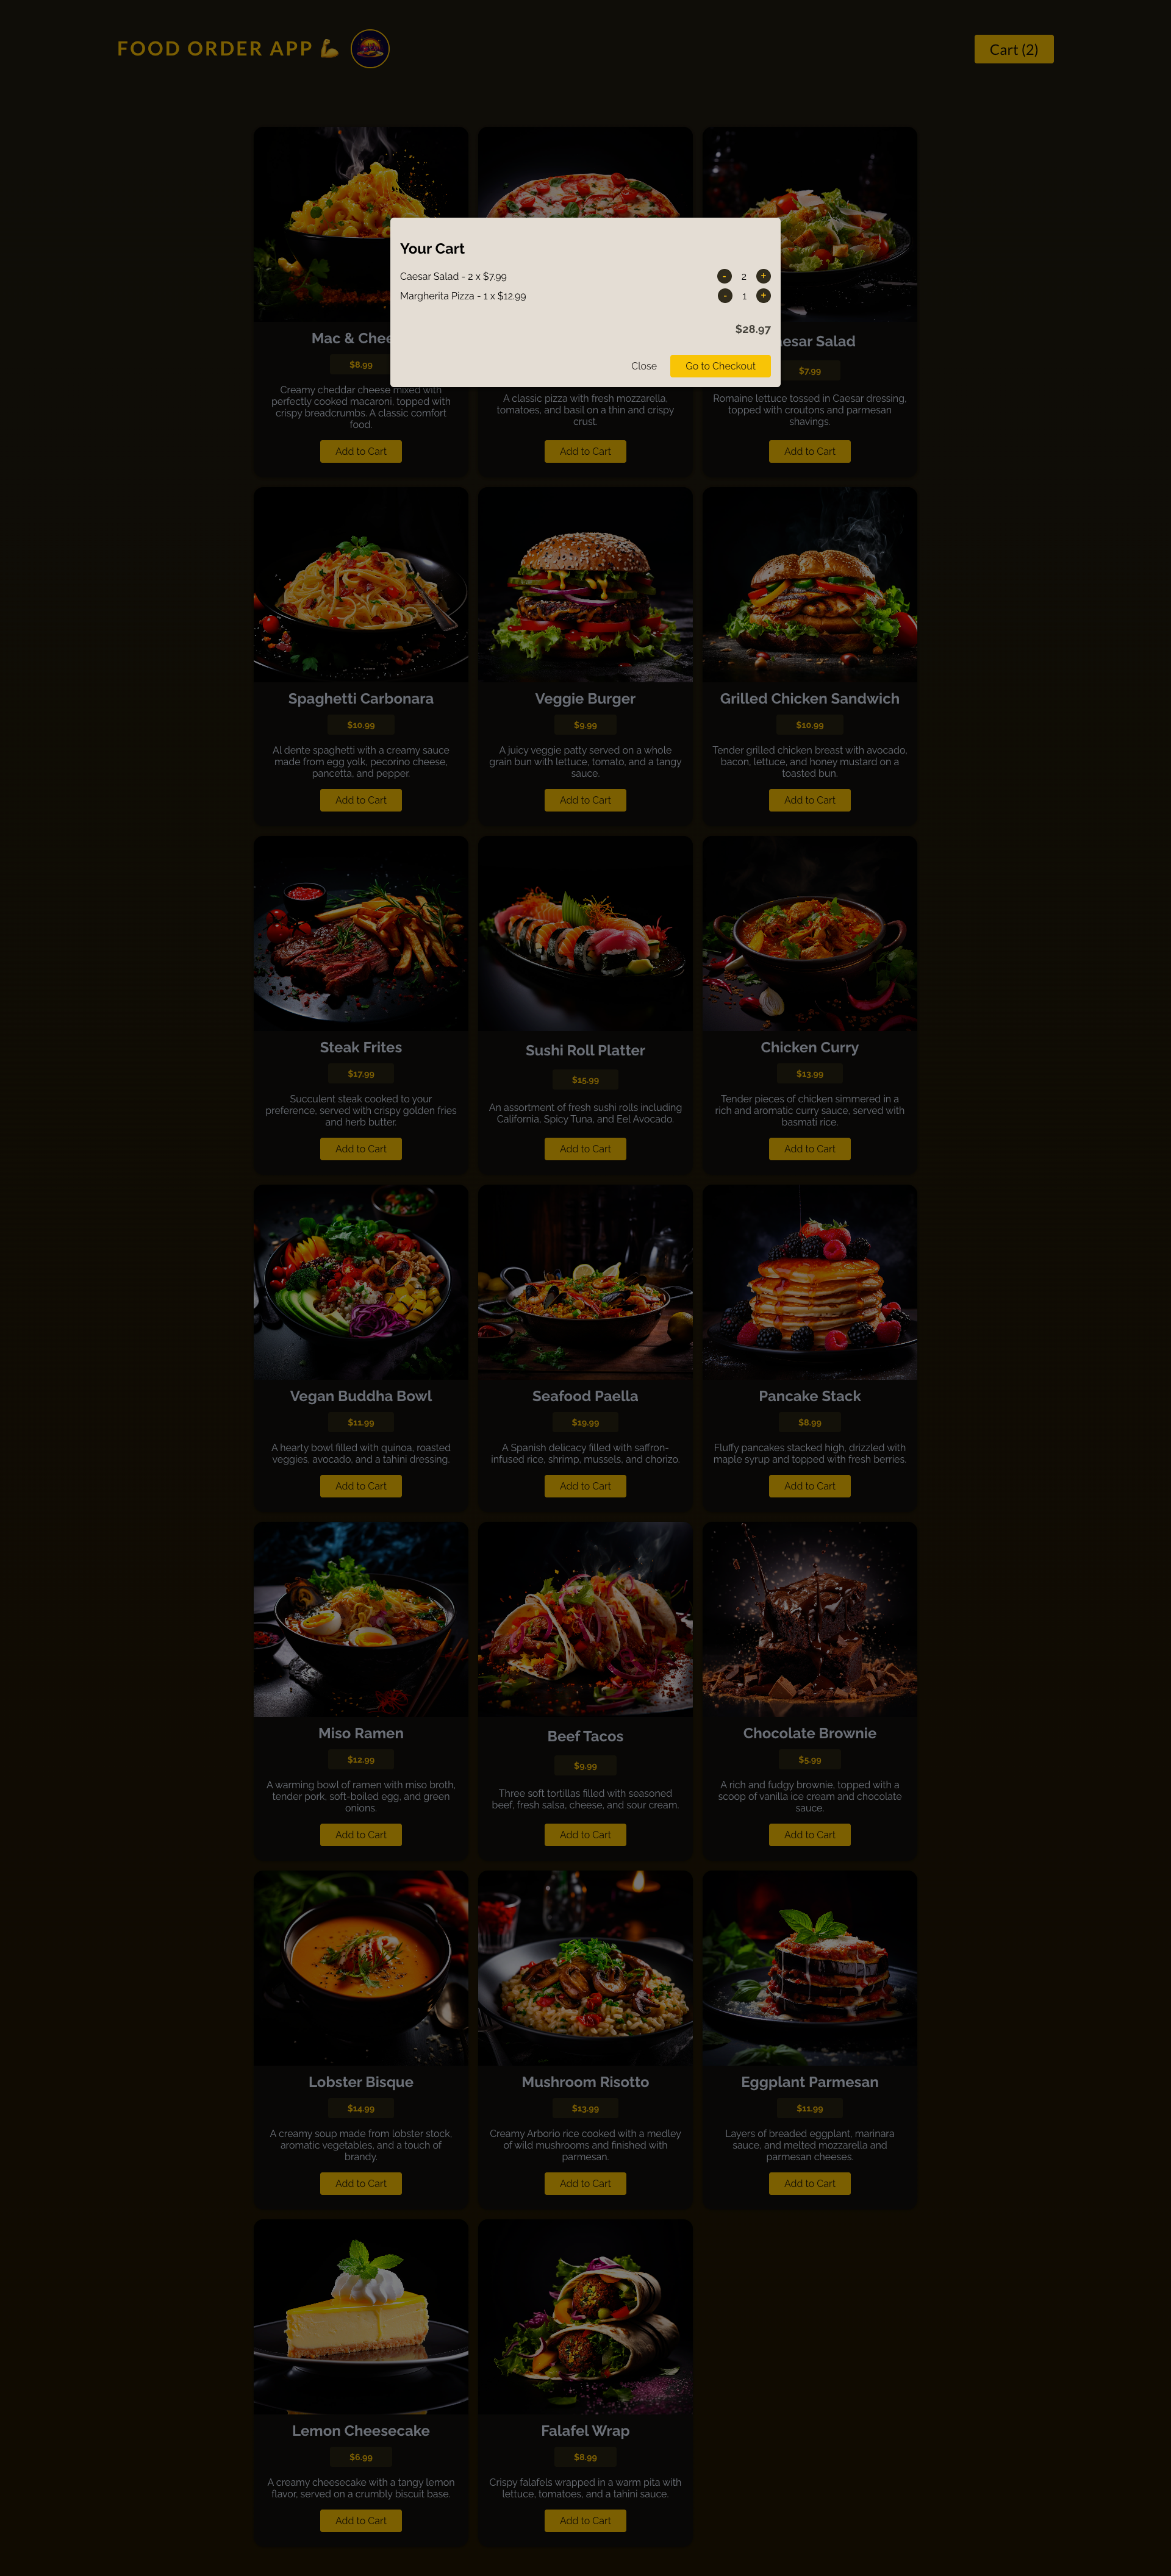 FOOD ORDER APP 💪
Cart (2)
Your Cart
Caesar Salad - 2 x $7.99
- 2 +
Margherita Pizza - 1 x $12.99
- 1 +
$28.97
Close
Go to Checkout
Mac & Chee
$8.99
Creamy cheddar cheese mixed with
perfectly cooked macaroni, topped with
crispy breadcrumbs. A classic comfort
food.
Add to Cart
A classic pizza with fresh mozzarella,
tomatoes, and basil on a thin and crispy
crust.
Add to Cart
esar Salad
$7.99
Romaine lettuce tossed in Caesar dressing,
topped with croutons and parmesan
shavings.
Add to Cart
Spaghetti Carbonara
$10.99
Al dente spaghetti with a creamy sauce
made from egg yolk, pecorino cheese,
pancetta, and pepper.
Add to Cart
Veggie Burger
$9.99
A juicy veggie patty served on a whole
grain bun with lettuce, tomato, and a tangy
sauce.
Add to Cart
Grilled Chicken Sandwich
$10.99
Tender grilled chicken breast with avocado,
bacon, lettuce, and honey mustard on a
toasted bun.
Add to Cart
Steak Frites
$17.99
Succulent steak cooked to your
preference, served with crispy golden fries
and herb butter.
Add to Cart
Sushi Roll Platter
$15.99
An assortment of fresh sushi rolls including
California, Spicy Tuna, and Eel Avocado.
Add to Cart
Chicken Curry
$13.99
Tender pieces of chicken simmered in a
rich and aromatic curry sauce, served with
basmati rice.
Add to Cart
Vegan Buddha Bowl
$11.99
A hearty bowl filled with quinoa, roasted
veggies, avocado, and a tahini dressing.
Add to Cart
Seafood Paella
$19.99
A Spanish delicacy filled with saffron-
infused rice, shrimp, mussels, and chorizo.
Add to Cart
Pancake Stack
$8.99
Fluffy pancakes stacked high, drizzled with
maple syrup and topped with fresh berries.
Add to Cart
Miso Ramen
$12.99
A warming bowl of ramen with miso broth,
tender pork, soft-boiled egg, and green
onions.
Add to Cart
Beef Tacos
$9.99
Three soft tortillas filled with seasoned
beef, fresh salsa, cheese, and sour cream.
Add to Cart
Chocolate Brownie
$5.99
A rich and fudgy brownie, topped with a
scoop of vanilla ice cream and chocolate
sauce.
Add to Cart
Lobster Bisque
$14.99
A creamy soup made from lobster stock,
aromatic vegetables, and a touch of
brandy.
Add to Cart
Mushroom Risotto
$13.99
Creamy Arborio rice cooked with a medley
of wild mushrooms and finished with
parmesan.
Add to Cart
Eggplant Parmesan
$11.99
Layers of breaded eggplant, marinara
sauce, and melted mozzarella and
parmesan cheeses.
Add to Cart
Lemon Cheesecake
$6.99
A creamy cheesecake with a tangy lemon
flavor, served on a crumbly biscuit base.
Add to Cart
Falafel Wrap
$8.99
Crispy falafels wrapped in a warm pita with
lettuce, tomatoes, and a tahini sauce.
Add to Cart